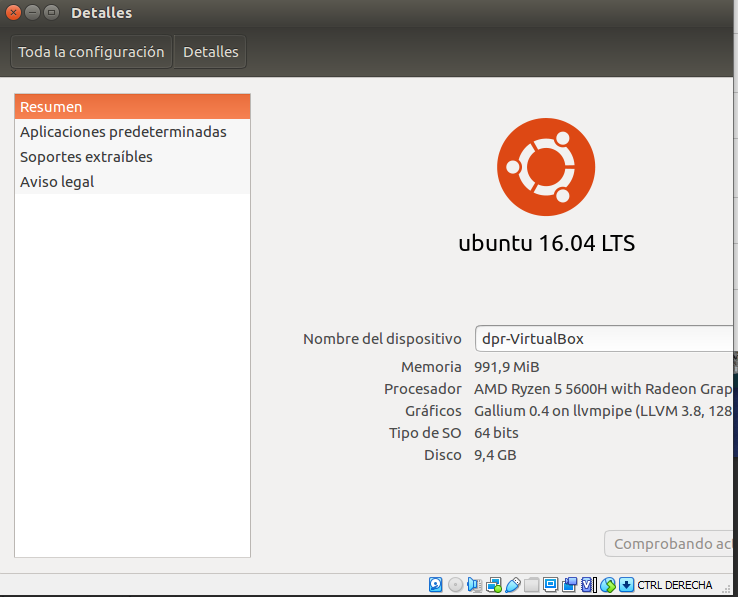 Detalles
Toda la configuración Detalles
Resumen
Aplicaciones predeterminadas
Soportes extraíbles
Aviso legal
ubuntu 16.04 LTS
Nombre del dispositivo dpr-VirtualBox
Memoria 991,9 MiB
Procesador AMD Ryzen 5 5600H with Radeon Grap
Gráficos Gallium 0.4 on llvmpipe (LLVM 3.8, 128
Tipo de SO 64 bits
Disco 9,4 GB
Comprobando act
CTRL DERECHA